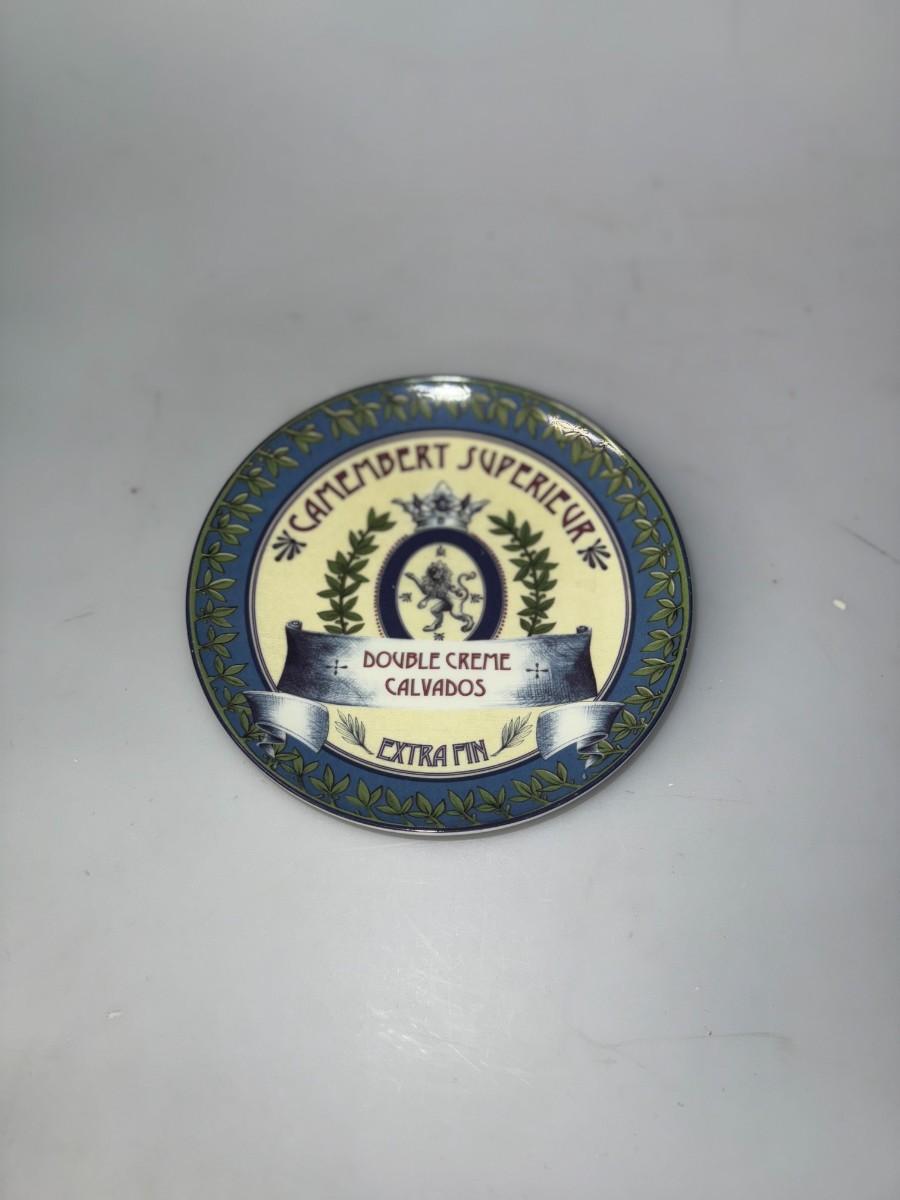 CAMEMBERT SUPERIEUR
DOUBLE CREME
CALVADOS
EXTRA FIN